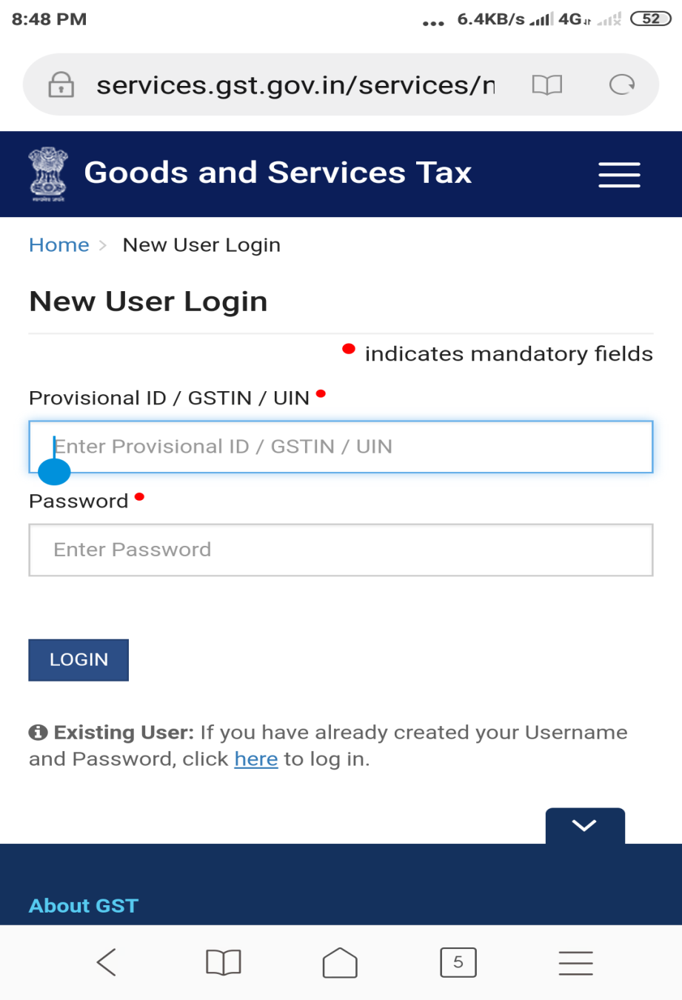 8:48 PM
... 6.4KB/s 4G 52
services.gst.gov.in/services/n
Goods and Services Tax
Home > New User Login
New User Login
indicates mandatory fields
Provisional ID / GSTIN / UIN
Enter Provisional ID / GSTIN / UIN
Password
Enter Password
LOGIN
Existing User: If you have already created your Username
and Password, click here to log in.
About GST
5